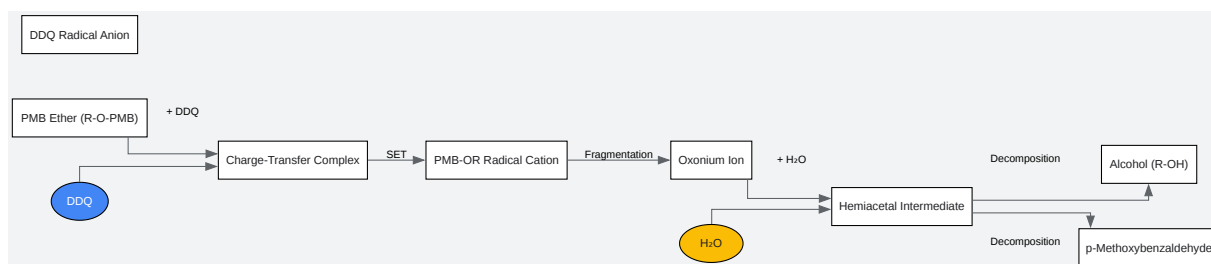 DDQ Radical Anion
PMB Ether (R-O-PMB)
+ DDQ
DDQ
Charge-Transfer Complex
SET
PMB-OR Radical Cation
Fragmentation
Oxonium Ion
+ H₂O
H₂O
Hemiacetal Intermediate
Decomposition
Alcohol (R-OH)
Decomposition
p-Methoxybenzaldehyde